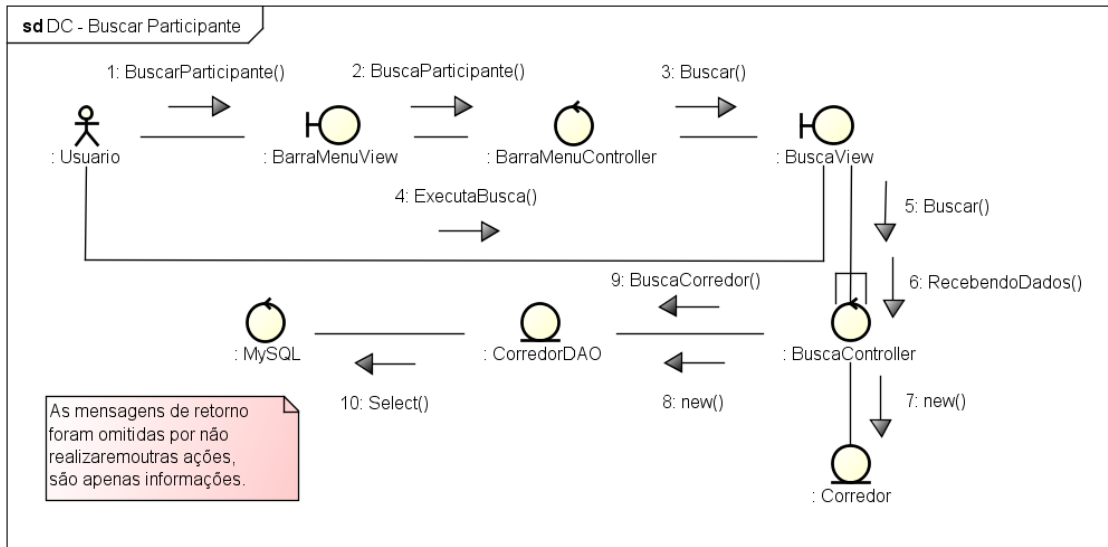 sd DC - Buscar Participante
1: BuscarParticipante()
2: BuscaParticipante()
3: Buscar()
: Usuario
: BarraMenuView
: BarraMenuController
: BuscaView
4: ExecutaBusca()
5: Buscar()
6: RecebendoDados()
9: BuscaCorredor()
: MySQL
: CorredorDAO
: BuscaController
10: Select()
8: new()
7: new()
As mensagens de retorno
foram omitidas por não
realizaremoutras ações,
são apenas informações.
: Corredor